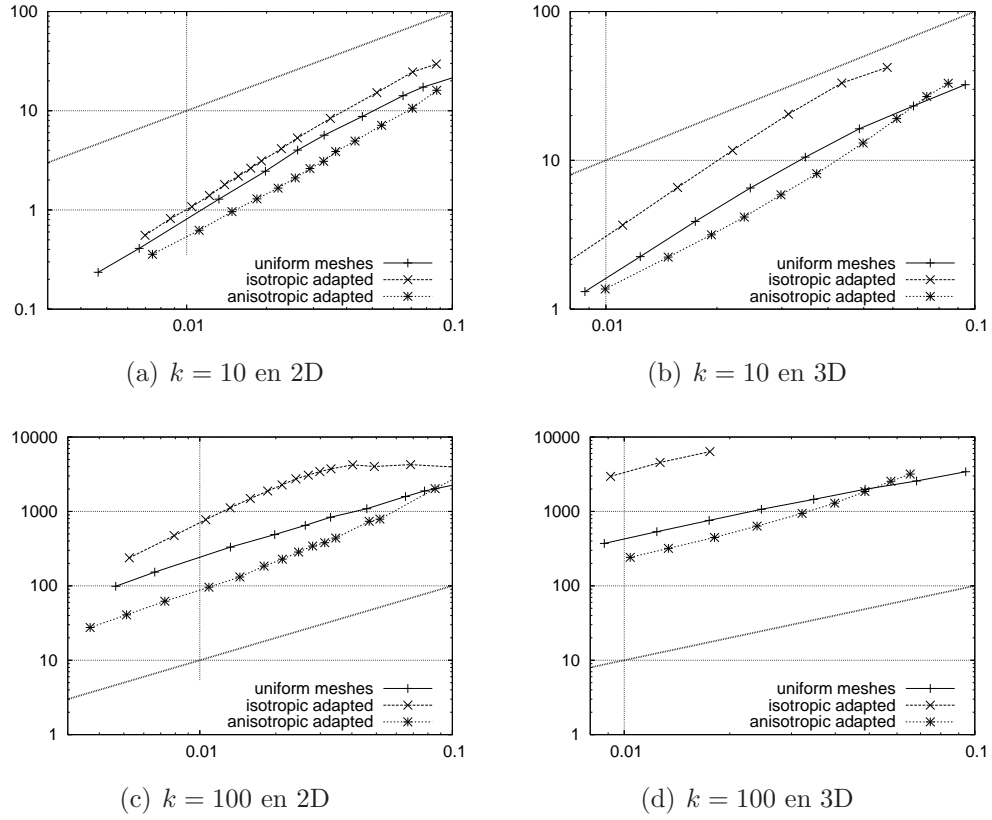 100
10
1
0.1
0.01
0.1
uniform meshes
isotropic adapted
anisotropic adapted
(a) k = 10 en 2D
100
10
1
0.01
0.1
uniform meshes
isotropic adapted
anisotropic adapted
(b) k = 10 en 3D
10000
1000
100
10
1
0.01
0.1
uniform meshes
isotropic adapted
anisotropic adapted
(c) k = 100 en 2D
10000
1000
100
10
1
0.01
0.1
uniform meshes
isotropic adapted
anisotropic adapted
(d) k = 100 en 3D